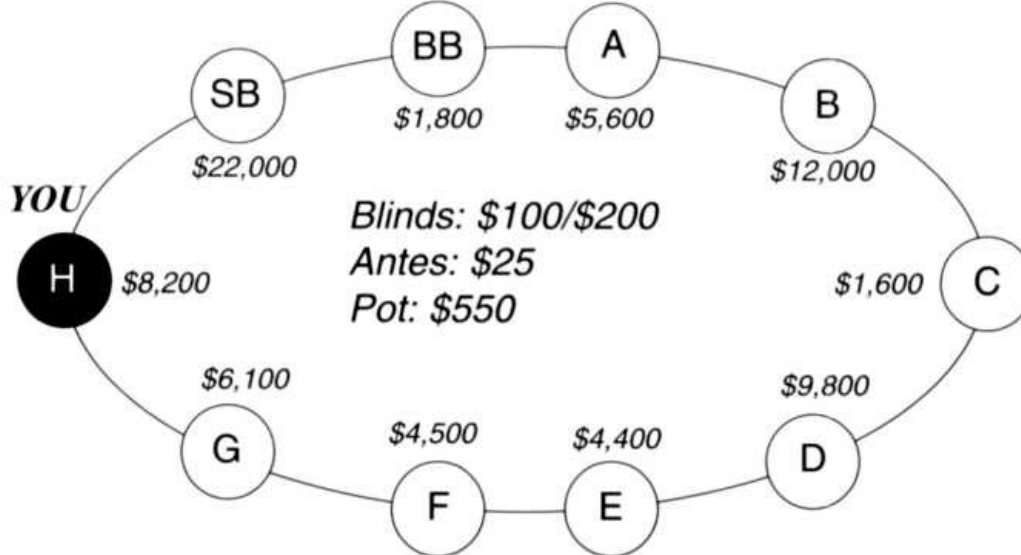 BB
A
SB
B
$1,800
$5,600
$22,000
$12,000
YOU
Blinds: $100/$200
Antes: $25
Pot: $550
H
$8,200
$1,600
C
$6,100
$4,500
$4,400
$9,800
G
F
E
D